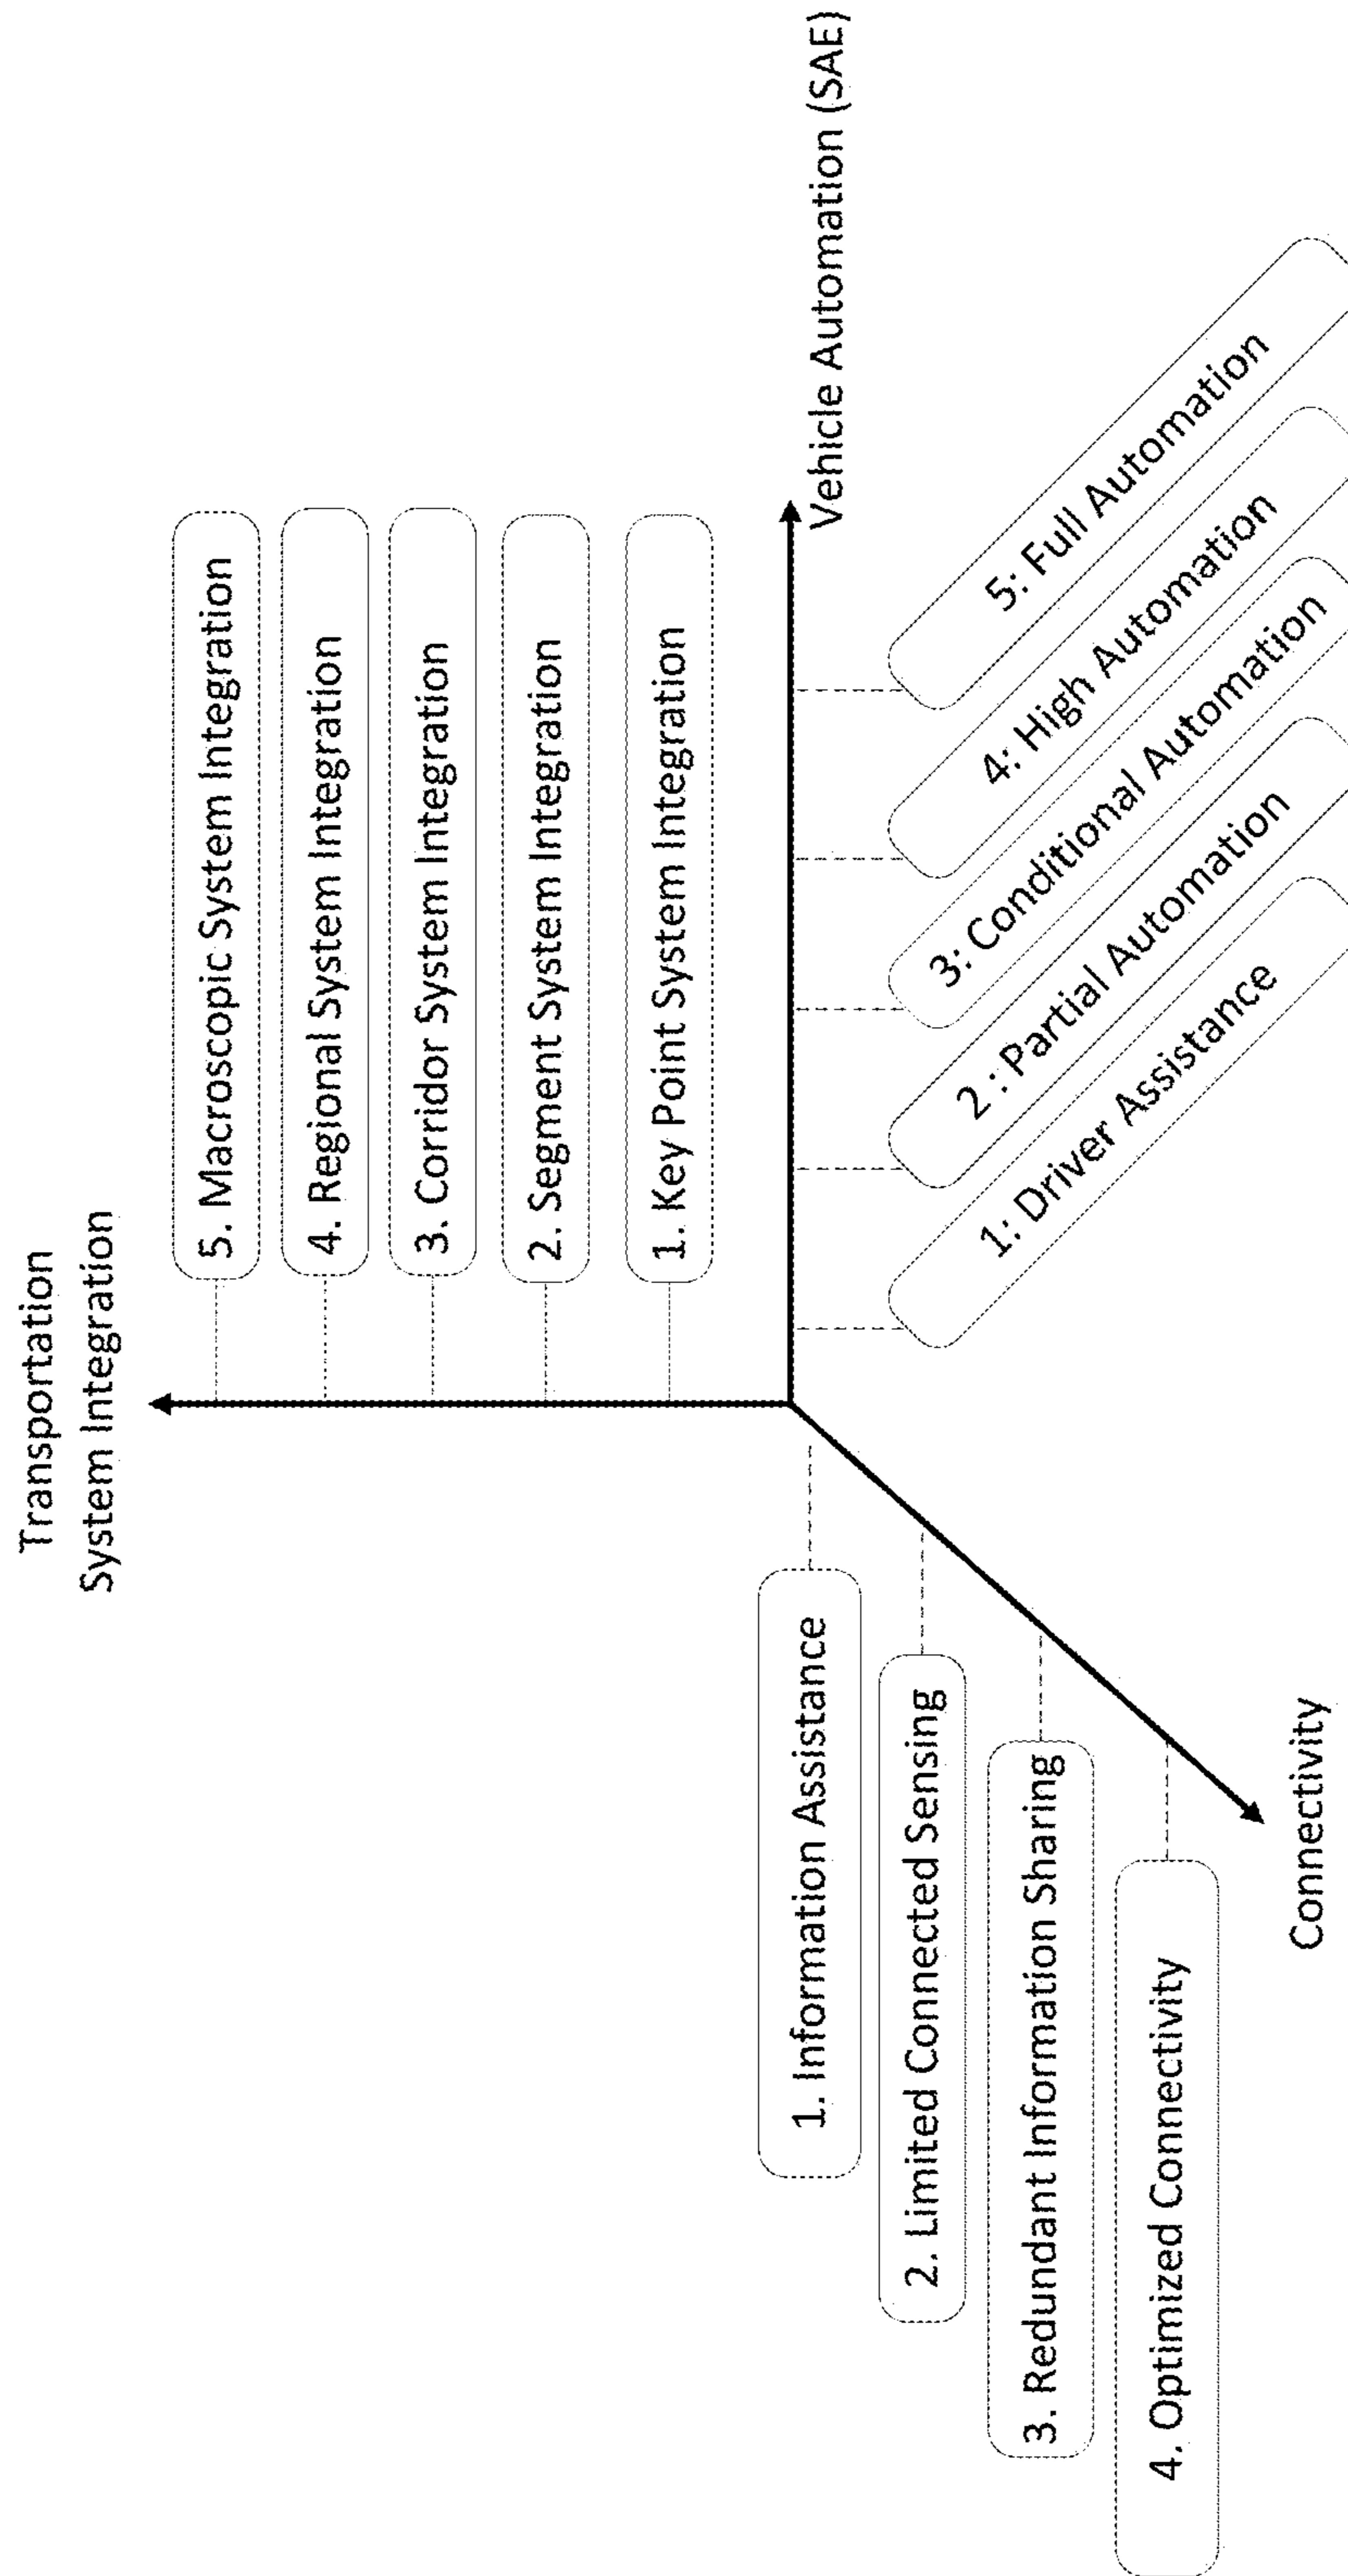 Transportation
System Integration
5. Macroscopic System Integration
4. Regional System Integration
3. Corridor System Integration
2. Segment System Integration
1. Key Point System Integration
Vehicle Automation (SAE)
1. Information Assistance
2. Limited Connected Sensing
3. Redundant Information Sharing
4. Optimized Connectivity
Connectivity
1: Driver Assistance
2 : Partial Automation
3: Conditional Automation
4: High Automation
5: Full Automation